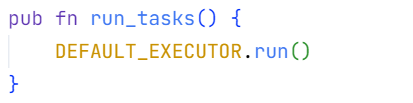 pub fn run_tasks() {
    DEFAULT_EXECUTOR.run()
}